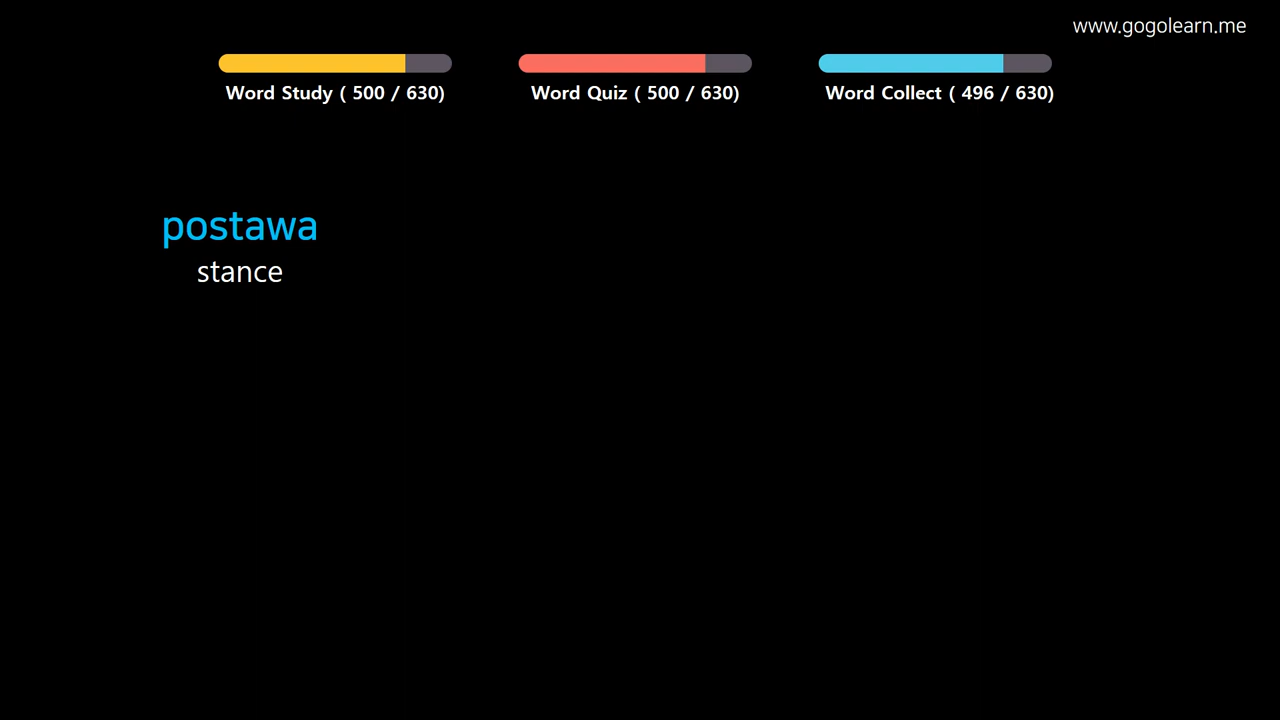 www.gogolearn.me
Word Study ( 500 / 630)
Word Quiz ( 500 / 630)
Word Collect ( 496 / 630)
postawa
stance